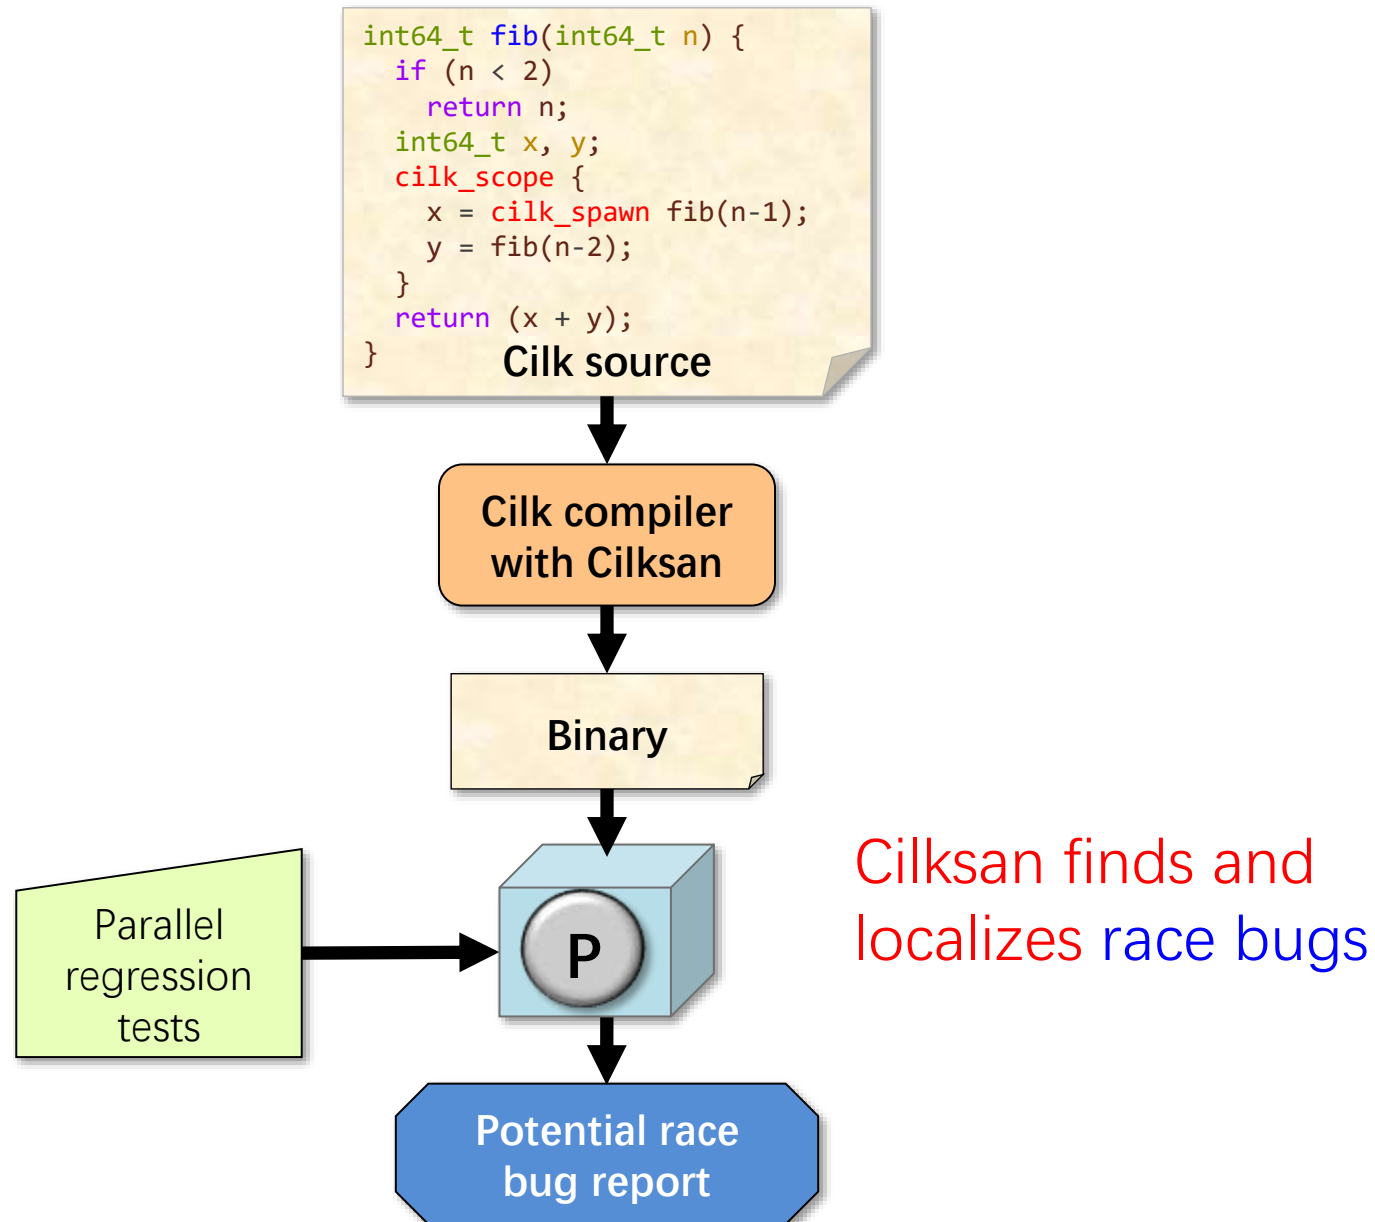 int64_t fib(int64_t n) {
  if (n < 2)
    return n;
  int64_t x, y;
  cilk_scope {
    x = cilk_spawn fib(n-1);
    y = fib(n-2);
  }
  return (x + y);
}
Cilk source
Cilk compiler
with Cilksan
Binary
Parallel
regression
tests
P
Cilksan finds and
localizes race bugs
Potential race
bug report